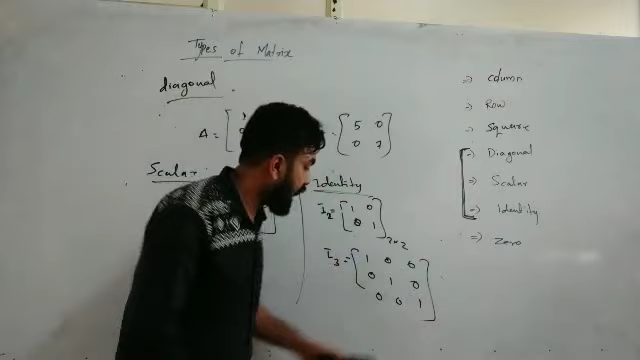 Types of Matrix
diagonal
A = [
[ 5 0
0 7 ]
Scalar
Identity
I₂ = [ 1 0
0 1 ] 2×2
I₃ = [ 1 0 0
0 1 0
0 0 1 ]
⇒ column
⇒ Row
⇒ Square
⇒ Diagonal
⇒ Scalar
⇒ Identity
⇒ Zero